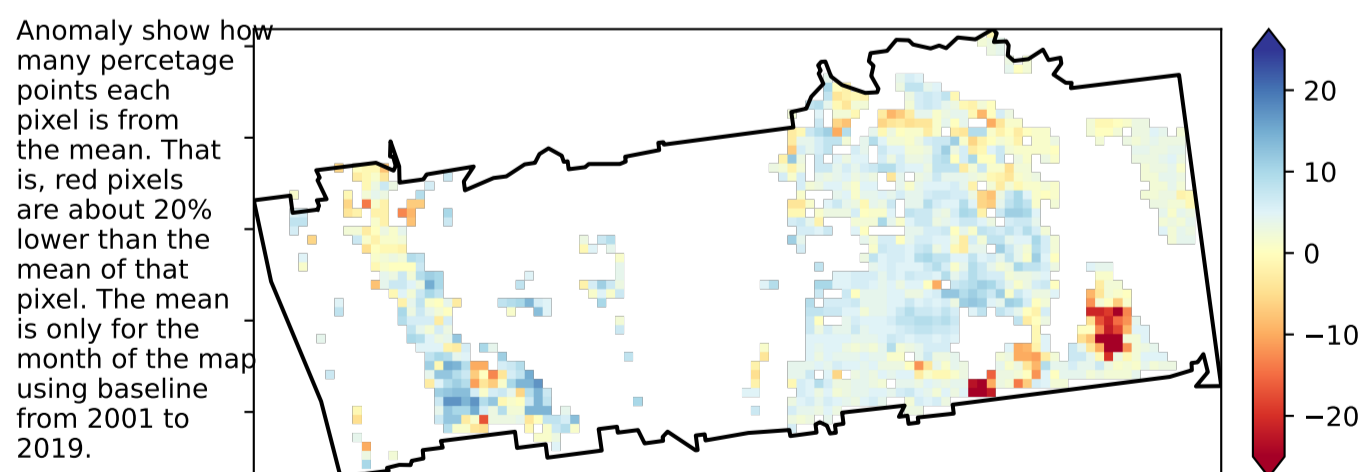 Anomaly show how
many percetage
points each
pixel is from
the mean. That
is, red pixels
are about 20%
lower than the
mean of that
pixel. The mean
is only for the
month of the map
using baseline
from 2001 to
2019.
20
10
0
−10
−20